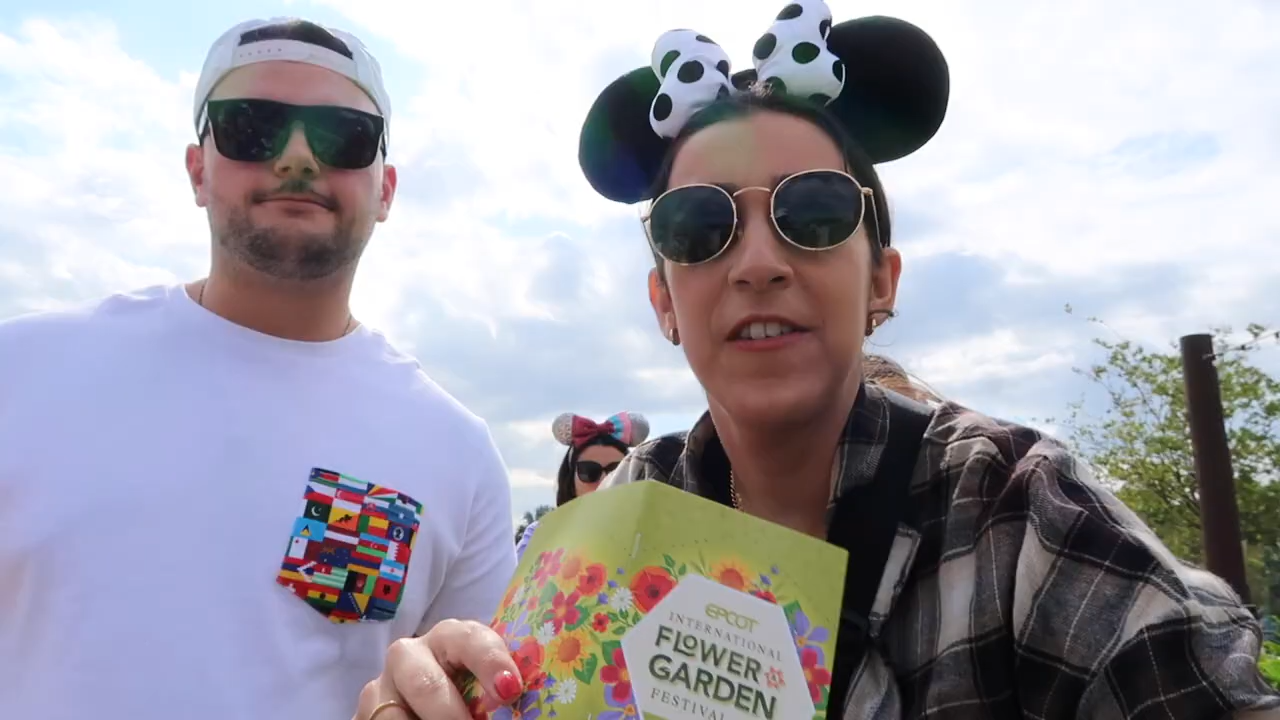 EPCOT
INTERNATIONAL
FLOWER &
GARDEN
FESTIVAL